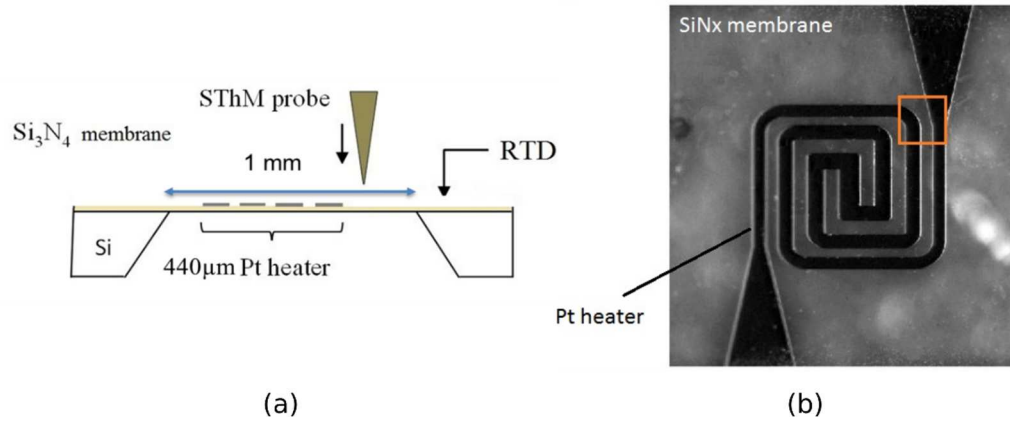 SThM probe
Si₃N₄ membrane
1 mm
RTD
Si
440µm Pt heater
(a)
SiNx membrane
Pt heater
(b)